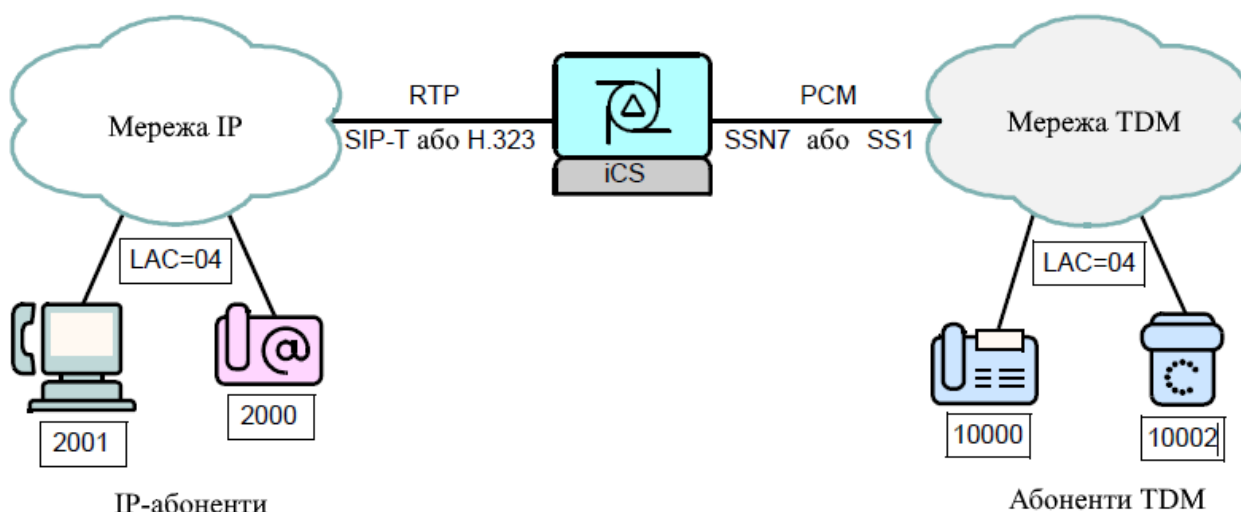 Мережа IP
RTP
SIP-T або H.323
iCS
PCM
SSN7 або SS1
Мережа TDM
LAC=04
LAC=04
2001
2000
10000
10002
IP-абоненти
Абоненти TDM